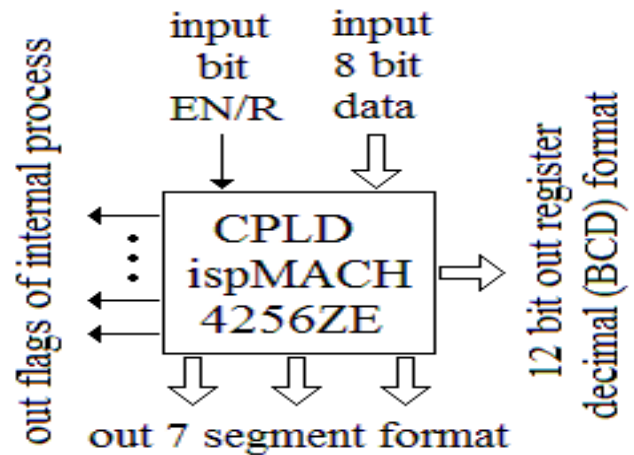 input
bit
EN/R
input
8 bit
data
out flags of internal process
CPLD
ispMACH
4256ZE
12 bit out register
decimal (BCD) format
out 7 segment format